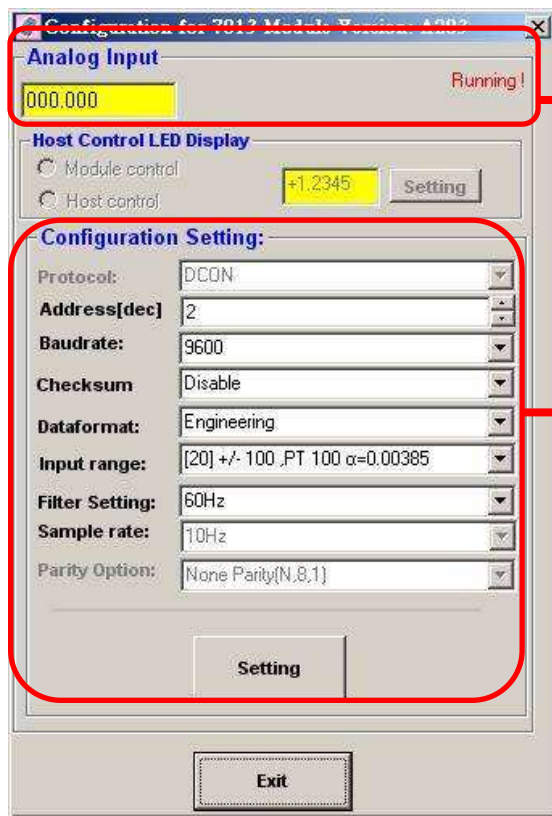 Configuration for 7013 Module Version: A203
Analog Input
000.000
Running !
Host Control LED Display
Module control
Host control
+1.2345
Setting
Configuration Setting:
Protocol: DCON
Address[dec] 2
Baudrate: 9600
Checksum Disable
Dataformat: Engineering
Input range: [20] +/- 100 ,PT 100 α=0.00385
Filter Setting: 60Hz
Sample rate: 10Hz
Parity Option: None Parity(N,8,1)
Setting
Exit